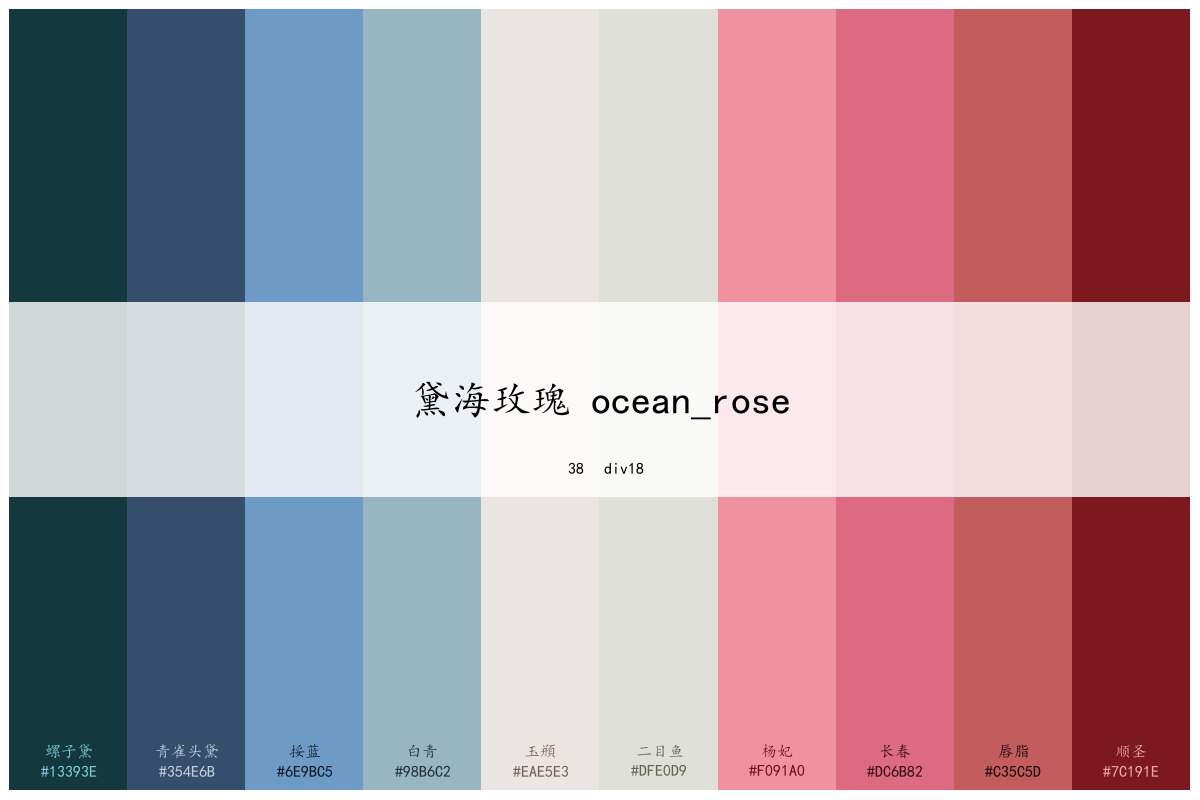 黛海玫瑰 ocean_rose
38 div18
螺子黛 青雀头黛 挼蓝 白青 玉頩 二目鱼 杨妃 长春 唇脂 顺圣
#13393E #354E6B #6E9BC5 #98B6C2 #EAE5E3 #DFE0D9 #F091A0 #DC6B82 #C35C5D #7C191E